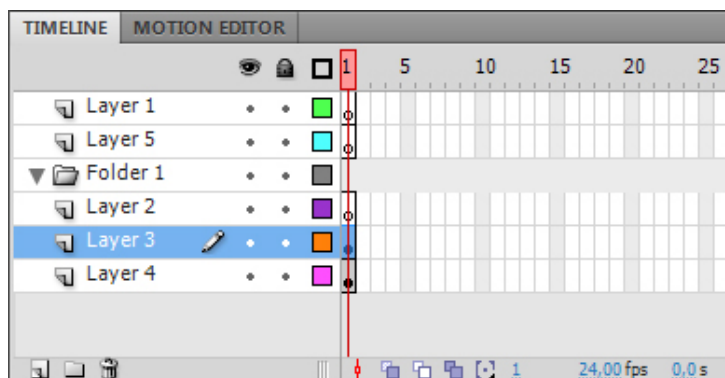 TIMELINE MOTION EDITOR
1 5 10 15 20 25
Layer 1
Layer 5
Folder 1
Layer 2
Layer 3
Layer 4
1 24,00 fps 0,0 s